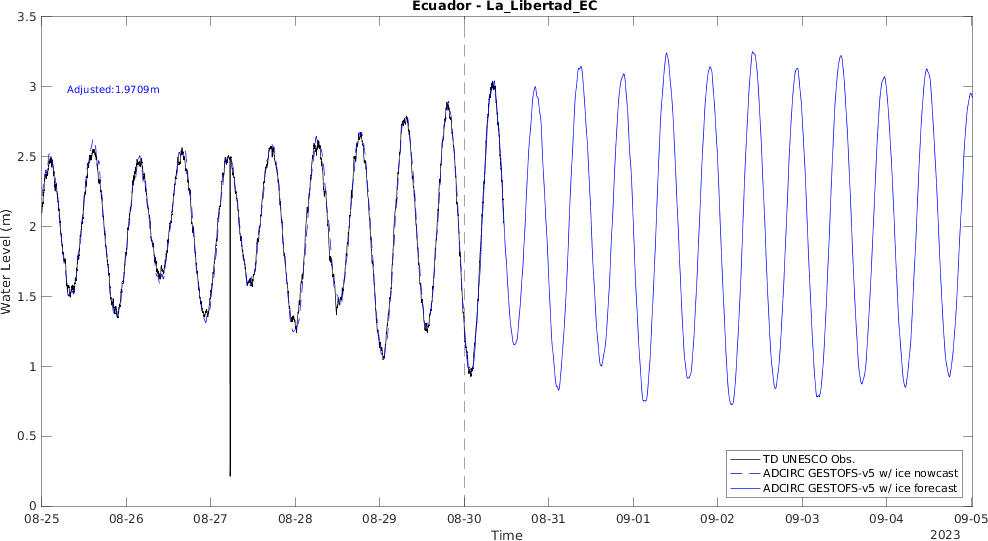 Ecuador - La_Libertad_EC
3.5
3
2.5
2
1.5
1
0.5
0
Water Level (m)
Adjusted:1.9709m
TD UNESCO Obs.
ADCIRC GESTOFS-v5 w/ ice nowcast
ADCIRC GESTOFS-v5 w/ ice forecast
08-25 08-26 08-27 08-28 08-29 08-30 08-31 09-01 09-02 09-03 09-04 09-05
Time
2023